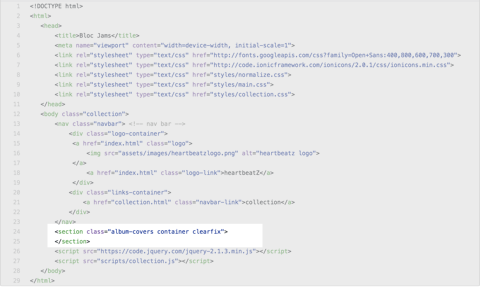 1 <!DOCTYPE html>
2 <html>
3 <head>
4 <title>Bloc Jams</title>
5 <meta name="viewport" content="width=device-width, initial-scale=1">
6 <link rel="stylesheet" type="text/css" href="http://fonts.googleapis.com/css?family=Open+Sans:400,800,600,700,300">
7 <link rel="stylesheet" type="text/css" href="http://code.ionicframework.com/ionicons/2.0.1/css/ionicons.min.css">
8 <link rel="stylesheet" type="text/css" href="styles/normalize.css">
9 <link rel="stylesheet" type="text/css" href="styles/main.css">
10 <link rel="stylesheet" type="text/css" href="styles/collection.css">
11 </head>
12 <body class="collection">
13 <nav class="navbar"> <!-- nav bar -->
14 <div class="logo-container">
15 <a href="index.html" class="logo">
16 <img src="assets/images/heartbeatzlogo.png" alt="heartbeatz logo">
17 </a>
18 <a href="index.html" class="logo-link">heartbeatZ</a>
19 </div>
20 <div class="links-container">
21 <a href="collection.html" class="navbar-link">collection</a>
22 </div>
23 </nav>
24 <section class="album-covers container clearfix">
25 </section>
26 <script src="https://code.jquery.com/jquery-2.1.3.min.js"></script>
27 <script src="scripts/collection.js"></script>
28 </body>
29 </html>